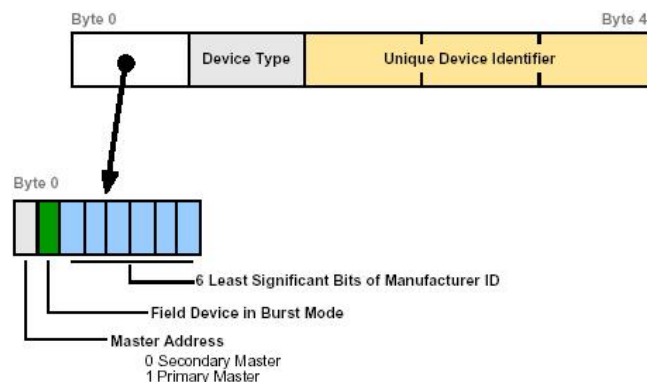 Byte 0 Byte 4
Device Type Unique Device Identifier
Byte 0
6 Least Significant Bits of Manufacturer ID
Field Device in Burst Mode
Master Address
0 Secondary Master
1 Primary Master